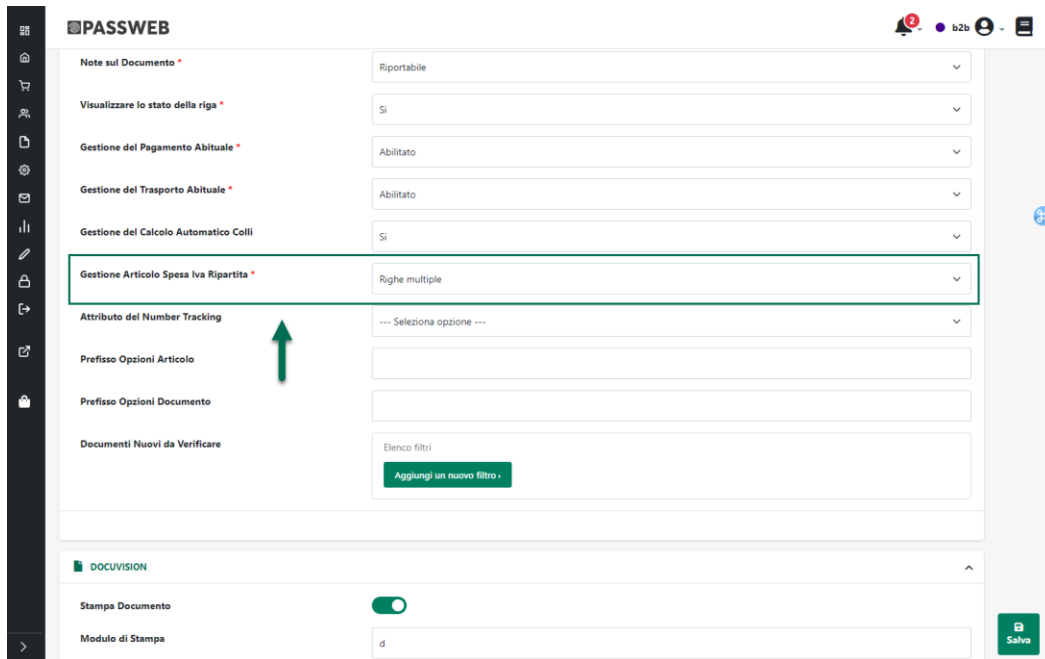 PASSWEB
2
b2b
Note sul Documento *
Riportabile
Visualizzare lo stato della riga *
Si
Gestione del Pagamento Abituale *
Abilitato
Gestione del Trasporto Abituale *
Abilitato
Gestione del Calcolo Automatico Colli
Si
Gestione Articolo Spesa Iva Ripartita *
Righe multiple
Attributo del Number Tracking
--- Seleziona opzione ---
Prefisso Opzioni Articolo
Prefisso Opzioni Documento
Documenti Nuovi da Verificare
Elenco filtri
Aggiungi un nuovo filtro ›
DOCUVISION
Stampa Documento
Modulo di Stampa
d
Salva